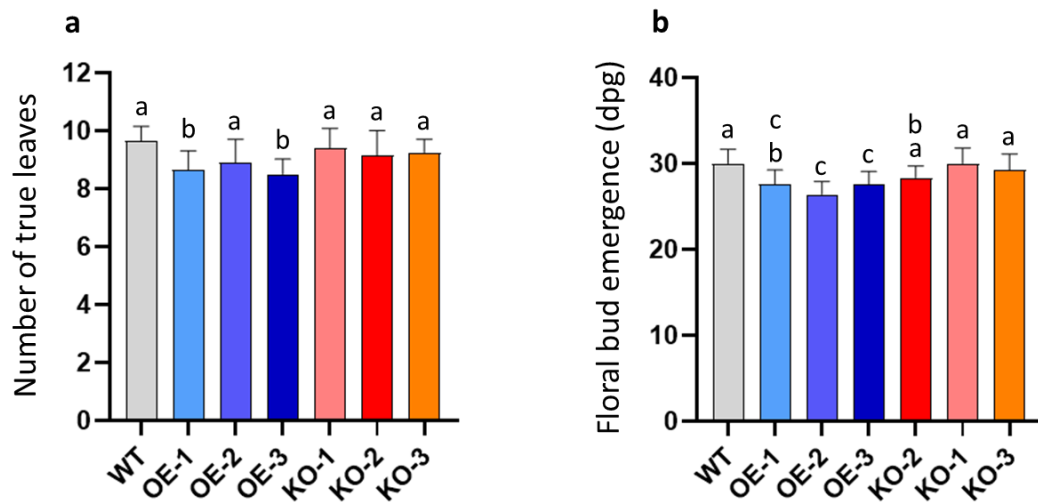 a
Number of true leaves
12
10
8
6
4
2
0
a
b
a
b
a
a
a
WT
OE-1
OE-2
OE-3
KO-1
KO-2
KO-3
b
Floral bud emergence (dpg)
40
30
20
10
0
a
c
b
c
c
b
a
a
a
WT
OE-1
OE-2
OE-3
KO-2
KO-1
KO-3